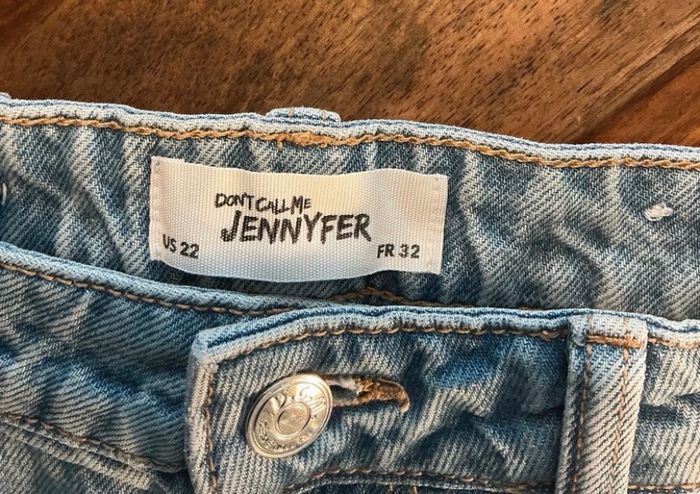 DON'T CALL ME
JENNYFER
US 22
FR 32